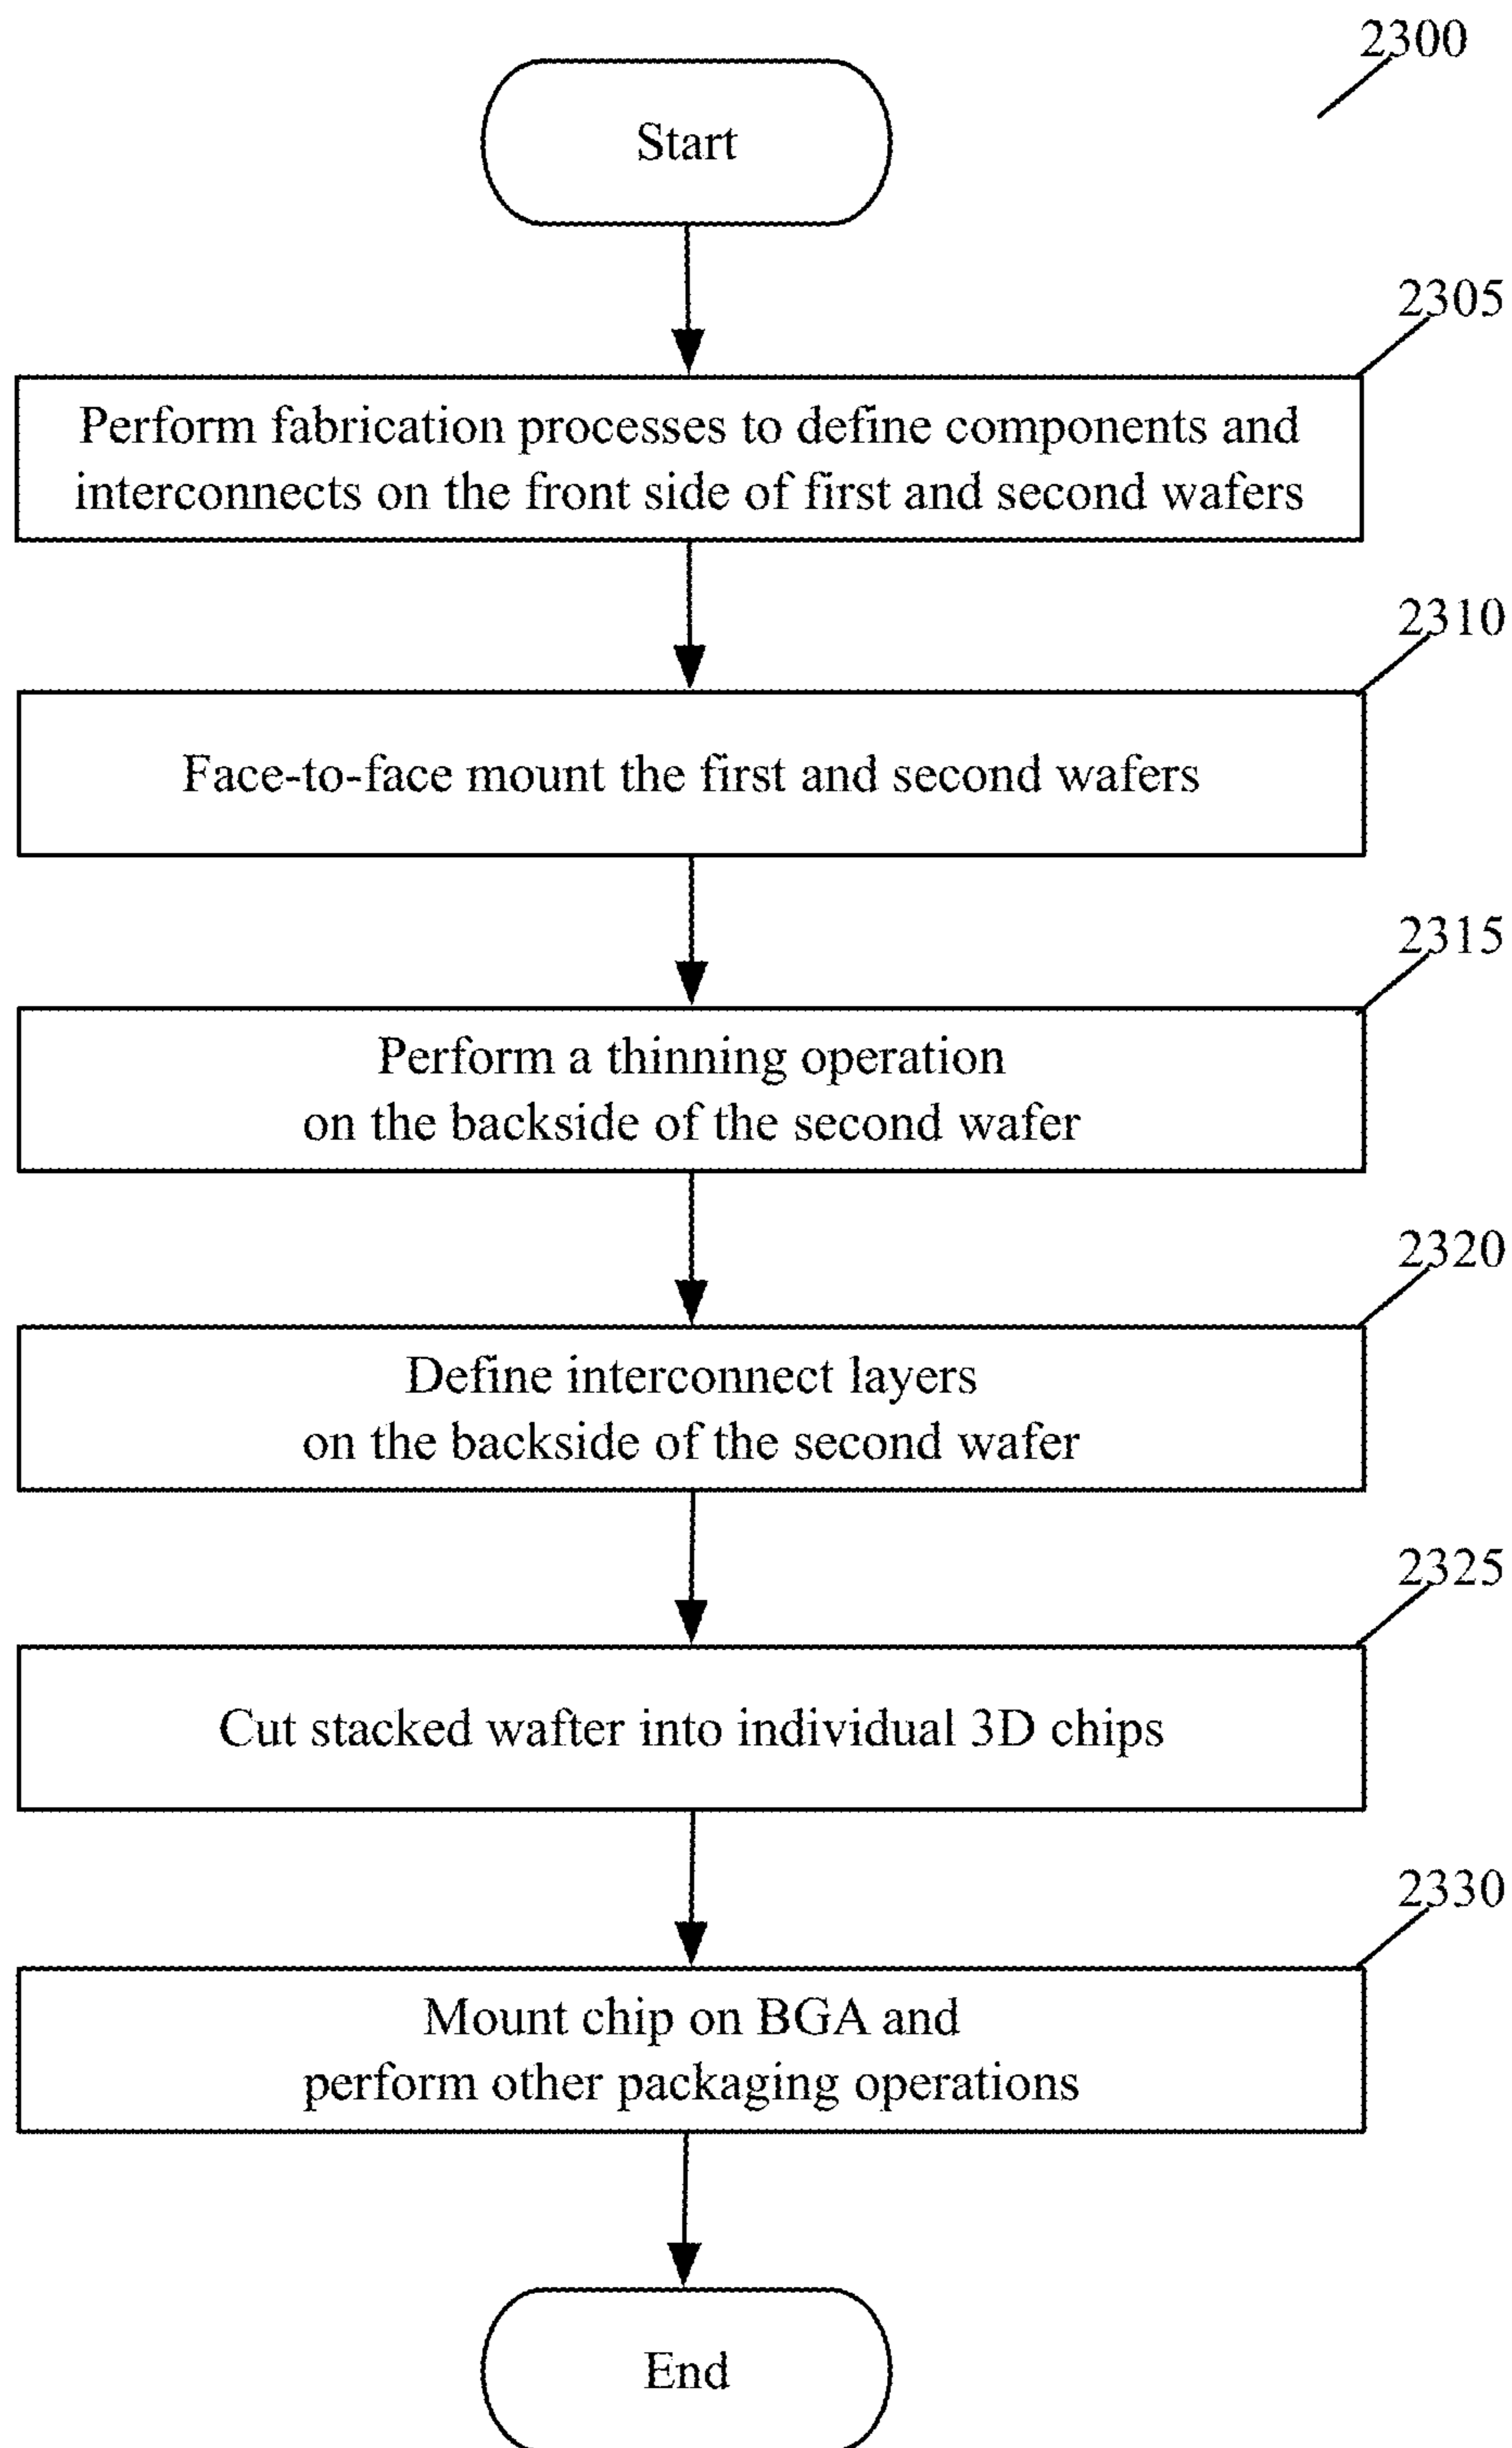 2300
Start
2305
Perform fabrication processes to define components and
interconnects on the front side of first and second wafers
2310
Face-to-face mount the first and second wafers
2315
Perform a thinning operation
on the backside of the second wafer
2320
Define interconnect layers
on the backside of the second wafer
2325
Cut stacked wafter into individual 3D chips
2330
Mount chip on BGA and
perform other packaging operations
End